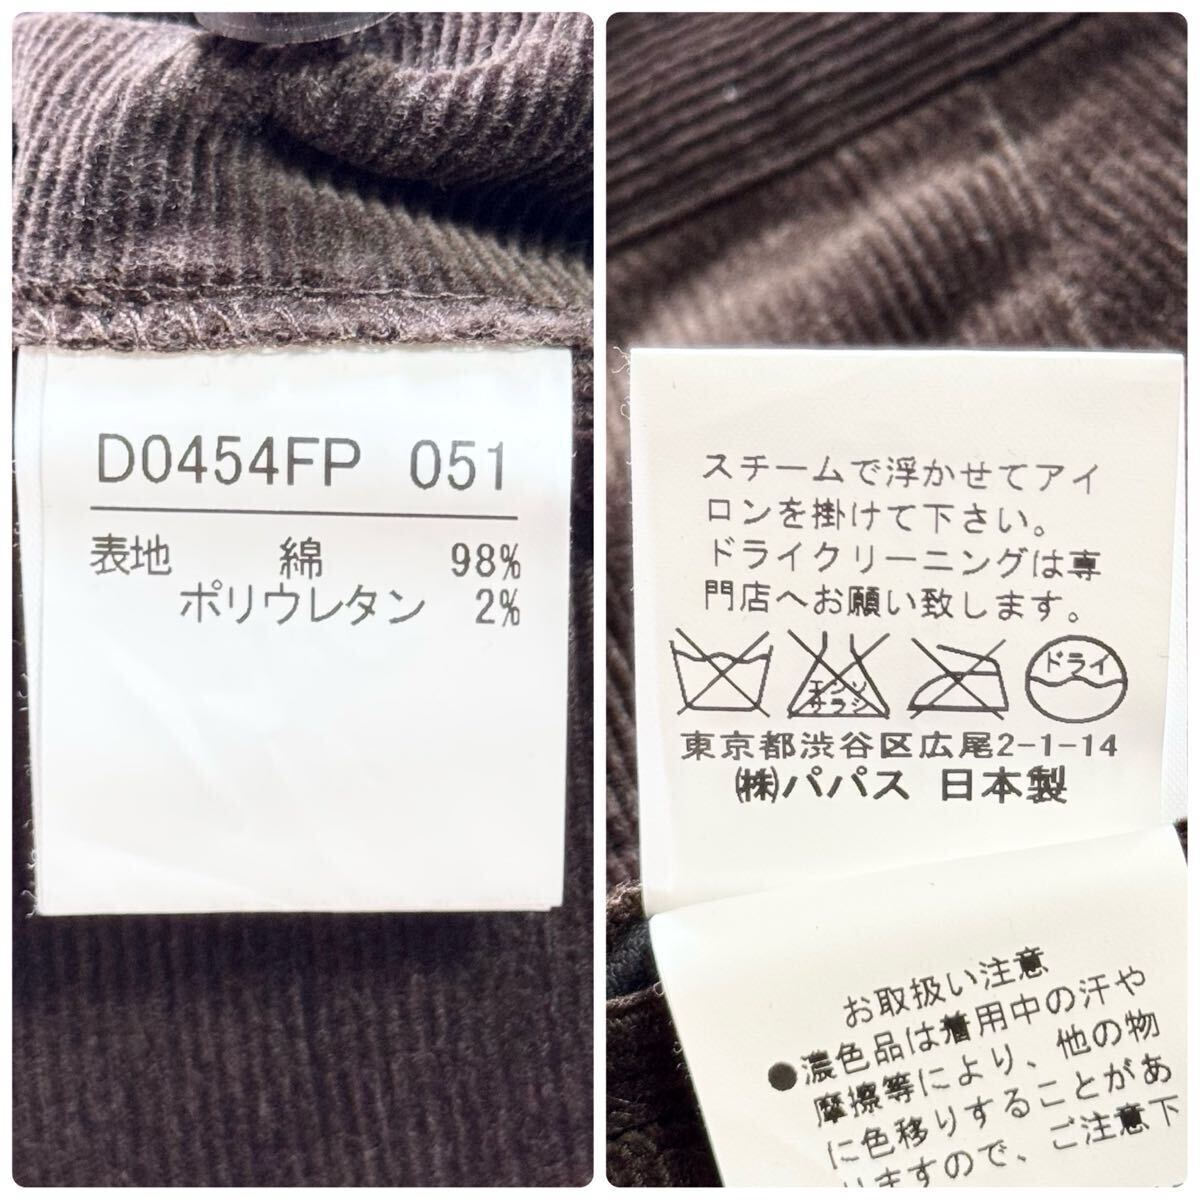 D0454FP 051
表地 綿 98%
ポリウレタン 2%
スチームで浮かせてアイ
ロンを掛けて下さい。
ドライクリーニングは専
門店へお願い致します。
エンソ
サラシ
ドライ
東京都渋谷区広尾2-1-14
㈱パパス 日本製
お取扱い注意
●濃色品は着用中の汗や
摩擦等により、他の物
に色移りすることがあ
りますので、ご注意下